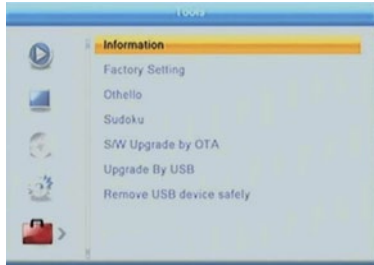 Tools
Information
Factory Setting
Othello
Sudoku
S/W Upgrade by OTA
Upgrade By USB
Remove USB device safely